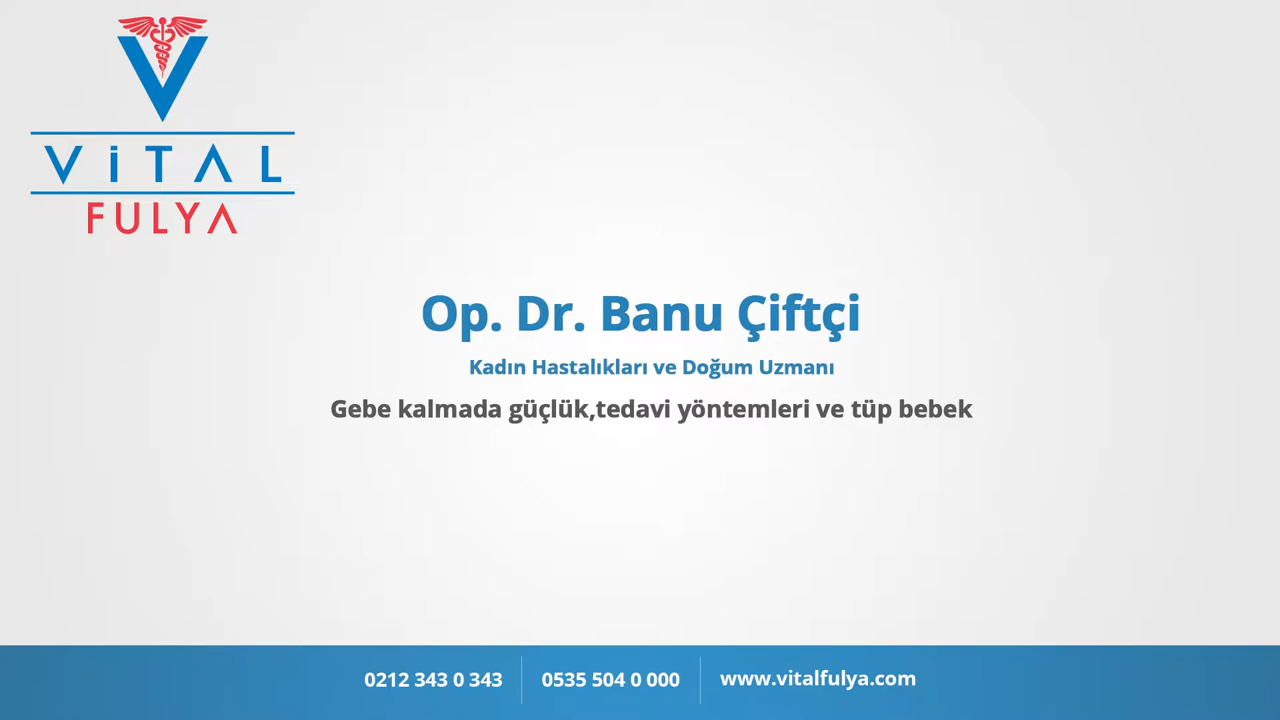 VİTAL
FULYA
Op. Dr. Banu Çiftçi
Kadın Hastalıkları ve Doğum Uzmanı
Gebe kalmada güçlük,tedavi yöntemleri ve tüp bebek
0212 343 0 343
0535 504 0 000
www.vitalfulya.com